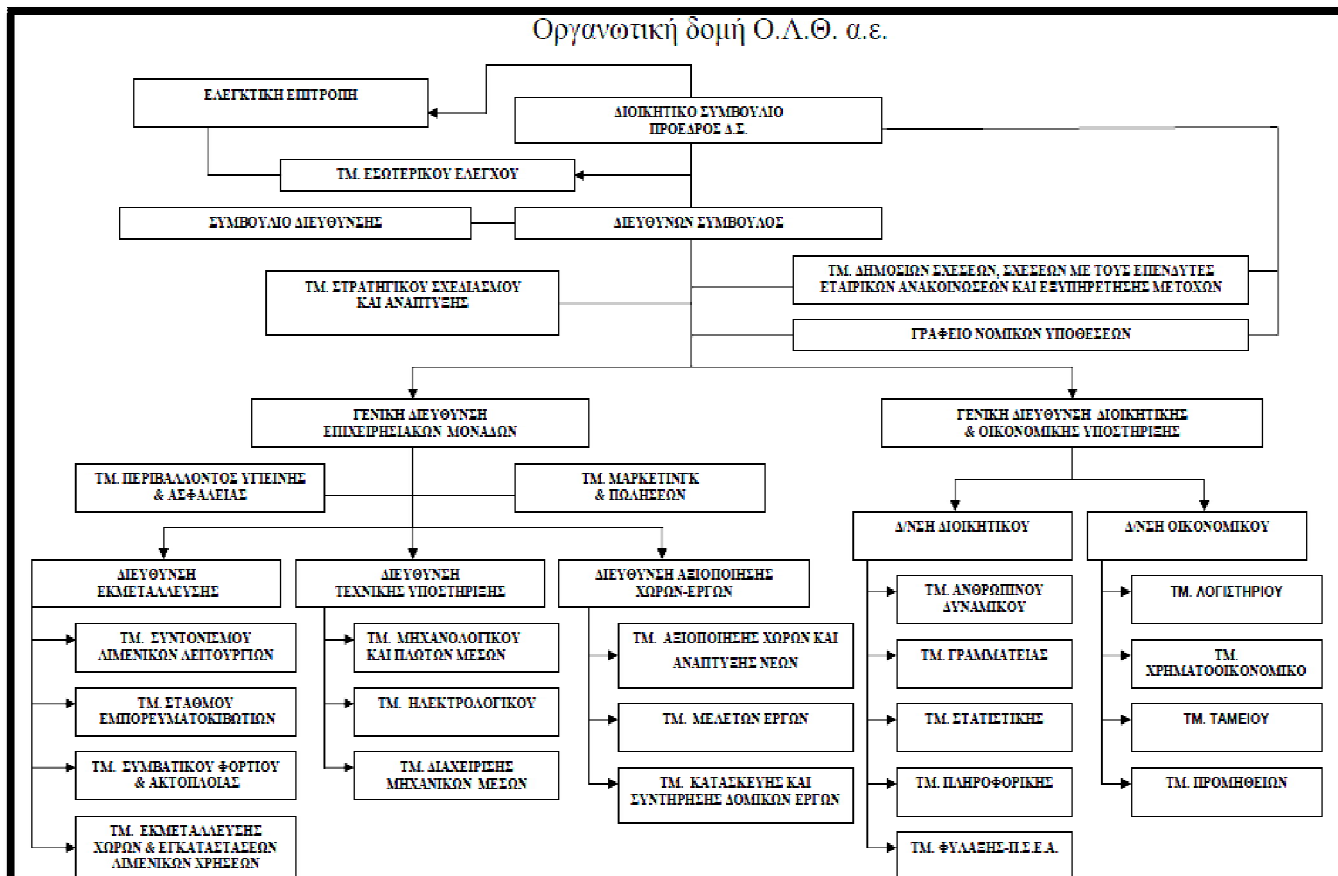 Οργανωτική δομή Ο.Λ.Θ. α.ε.
ΕΛΕΓΚΤΙΚΗ ΕΠΙΤΡΟΠΗ
ΔΙΟΙΚΗΤΙΚΟ ΣΥΜΒΟΥΛΙΟ
ΠΡΟΕΔΡΟΣ Δ.Σ.
ΤΜ. ΕΣΩΤΕΡΙΚΟΥ ΕΛΕΓΧΟΥ
ΣΥΜΒΟΥΛΙΟ ΔΙΕΥΘΥΝΣΗΣ
ΔΙΕΥΘΥΝΩΝ ΣΥΜΒΟΥΛΟΣ
ΤΜ. ΣΤΡΑΤΗΓΙΚΟΥ ΣΧΕΔΙΑΣΜΟΥ
ΚΑΙ ΑΝΑΠΤΥΞΗΣ
ΤΜ. ΔΗΜΟΣΙΩΝ ΣΧΕΣΕΩΝ, ΣΧΕΣΕΩΝ ΜΕ ΤΟΥΣ ΕΠΕΝΔΥΤΕΣ
ΕΤΑΙΡΙΚΩΝ ΑΝΑΚΟΙΝΩΣΕΩΝ ΚΑΙ ΕΞΥΠΗΡΕΤΗΣΗΣ ΜΕΤΟΧΩΝ
ΓΡΑΦΕΙΟ ΝΟΜΙΚΩΝ ΥΠΟΘΕΣΕΩΝ
ΓΕΝΙΚΗ ΔΙΕΥΘΥΝΣΗ
ΕΠΙΧΕΙΡΗΣΙΑΚΩΝ ΜΟΝΑΔΩΝ
ΓΕΝΙΚΗ ΔΙΕΥΘΥΝΣΗ ΔΙΟΙΚΗΤΙΚΗΣ
& ΟΙΚΟΝΟΜΙΚΗΣ ΥΠΟΣΤΗΡΙΞΗΣ
ΤΜ. ΠΕΡΙΒΑΛΛΟΝΤΟΣ ΥΓΙΕΙΝΗΣ
& ΑΣΦΑΛΕΙΑΣ
ΤΜ. ΜΑΡΚΕΤΙΝΓΚ
& ΠΩΛΗΣΕΩΝ
ΔΙΕΥΘΥΝΣΗ
ΕΚΜΕΤΑΛΛΕΥΣΗΣ
ΤΜ. ΣΥΝΤΟΝΙΣΜΟΥ
ΛΙΜΕΝΙΚΩΝ ΛΕΙΤΟΥΡΓΙΩΝ
ΤΜ. ΣΤΑΘΜΟΥ
ΕΜΠΟΡΕΥΜΑΤΟΚΙΒΩΤΙΩΝ
ΤΜ. ΣΥΜΒΑΤΙΚΟΥ ΦΟΡΤΙΟΥ
& ΑΚΤΟΠΛΟΙΑΣ
ΤΜ. ΕΚΜΕΤΑΛΛΕΥΣΗΣ
ΧΩΡΩΝ & ΕΓΚΑΤΑΣΤΑΣΕΩΝ
ΛΙΜΕΝΙΚΩΝ ΧΡΗΣΕΩΝ
ΔΙΕΥΘΥΝΣΗ
ΤΕΧΝΙΚΗΣ ΥΠΟΣΤΗΡΙΞΗΣ
ΤΜ. ΜΗΧΑΝΟΛΟΓΙΚΟΥ
ΚΑΙ ΠΛΩΤΩΝ ΜΕΣΩΝ
ΤΜ. ΗΛΕΚΤΡΟΛΟΓΙΚΟΥ
ΤΜ. ΔΙΑΧΕΙΡΙΣΗΣ
ΜΗΧΑΝΙΚΩΝ ΜΕΣΩΝ
ΔΙΕΥΘΥΝΣΗ ΑΞΙΟΠΟΙΗΣΗΣ
ΧΩΡΩΝ-ΕΡΓΩΝ
ΤΜ. ΑΞΙΟΠΟΙΗΣΗΣ ΧΩΡΩΝ ΚΑΙ
ΑΝΑΠΤΥΞΗΣ ΝΕΩΝ
ΤΜ. ΜΕΛΕΤΩΝ ΕΡΓΩΝ
ΤΜ. ΚΑΤΑΣΚΕΥΗΣ ΚΑΙ
ΣΥΝΤΗΡΗΣΗΣ ΔΟΜΙΚΩΝ ΕΡΓΩΝ
Δ/ΝΣΗ ΔΙΟΙΚΗΤΙΚΟΥ
ΤΜ. ΑΝΘΡΩΠΙΝΟΥ
ΔΥΝΑΜΙΚΟΥ
ΤΜ. ΓΡΑΜΜΑΤΕΙΑΣ
ΤΜ. ΣΤΑΤΙΣΤΙΚΗΣ
ΤΜ. ΠΛΗΡΟΦΟΡΙΚΗΣ
ΤΜ. ΦΥΛΑΞΗΣ-Π.Σ.Ε.Α.
Δ/ΝΣΗ ΟΙΚΟΝΟΜΙΚΟΥ
ΤΜ. ΛΟΓΙΣΤΗΡΙΟΥ
ΤΜ.
ΧΡΗΜΑΤΟΟΙΚΟΝΟΜΙΚΟ
ΤΜ. ΤΑΜΕΙΟΥ
ΤΜ. ΠΡΟΜΗΘΕΙΩΝ